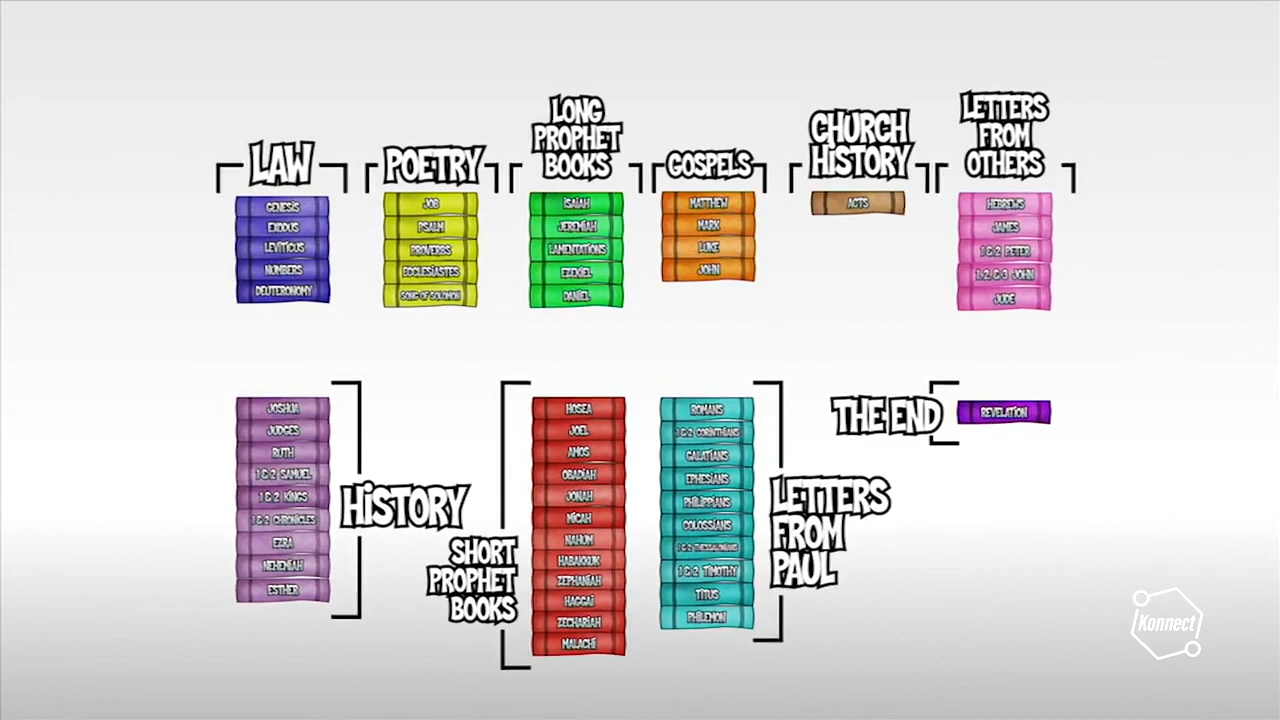 LAW
GENESIS
EXODUS
LEVITICUS
NUMBERS
DEUTERONOMY
POETRY
JOB
PSALM
PROVERBS
ECCLESIASTES
SONG OF SOLOMON
LONG
PROPHET
BOOKS
ISAIAH
JEREMIAH
LAMENTATIONS
EZEKIEL
DANIEL
GOSPELS
MATTHEW
MARK
LUKE
JOHN
CHURCH
HISTORY
ACTS
LETTERS
FROM
OTHERS
HEBREWS
JAMES
1 & 2 PETER
1 2, & 3 JOHN
JUDE
JOSHUA
JUDGES
RUTH
1 & 2 SAMUEL
1 & 2 KINGS
1 & 2 CHRONICLES
EZRA
NEHEMIAH
ESTHER
HISTORY
SHORT
PROPHET
BOOKS
HOSEA
JOEL
AMOS
OBADIAH
JONAH
MICAH
NAHUM
HABAKKUK
ZEPHANIAH
HAGGAI
ZECHARIAH
MALACHI
ROMANS
1 & 2 CORINTHIANS
GALATIANS
EPHESIANS
PHILIPPIANS
COLOSSIANS
1 & 2 THESSALONIANS
1 & 2 TIMOTHY
TITUS
PHILEMON
LETTERS
FROM
PAUL
THE END
REVELATION
Konnect